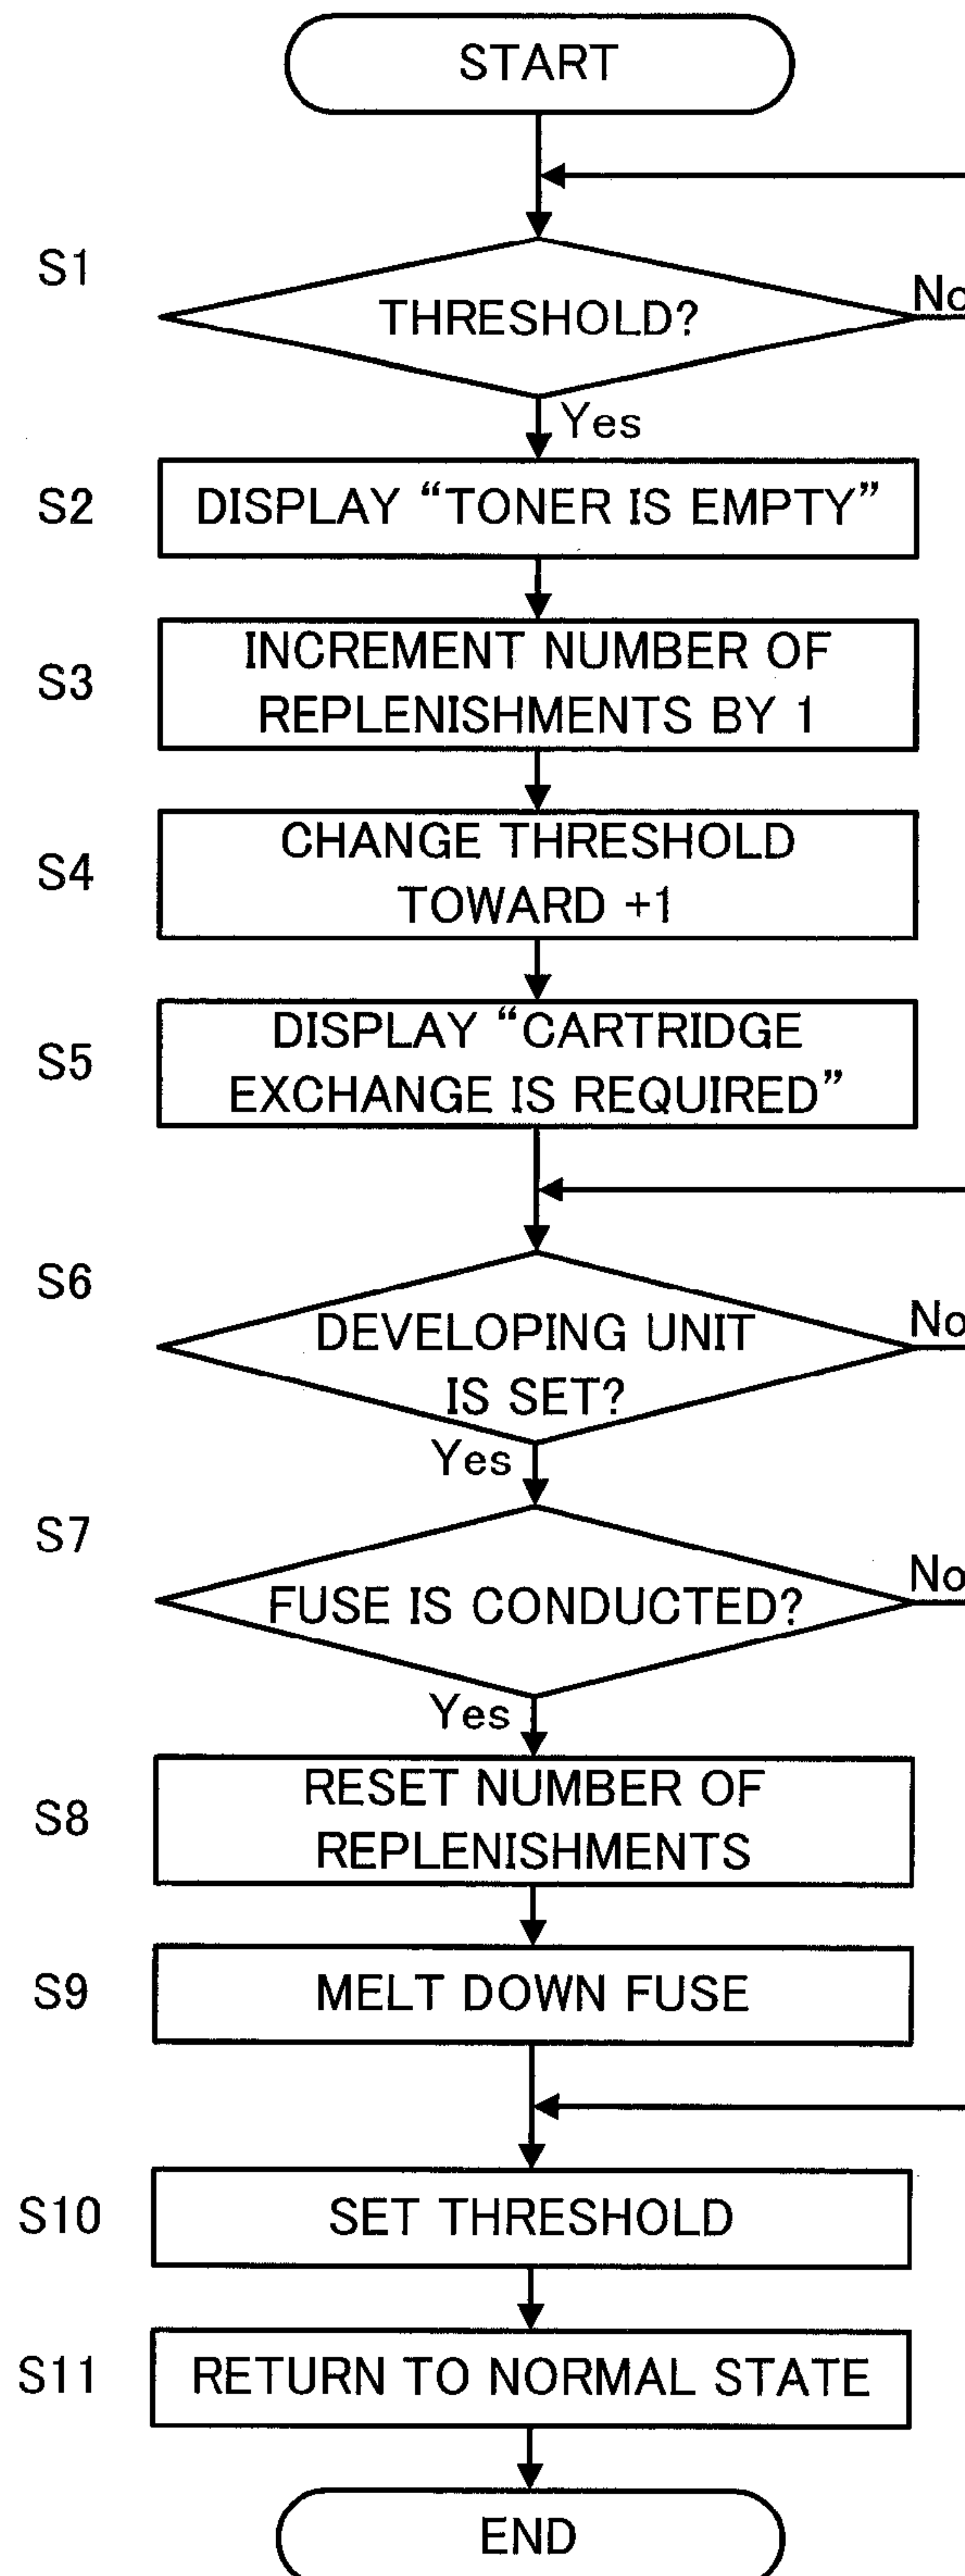 START
S1
THRESHOLD?
No
Yes
S2
DISPLAY “TONER IS EMPTY”
S3
INCREMENT NUMBER OF
REPLENISHMENTS BY 1
S4
CHANGE THRESHOLD
TOWARD +1
S5
DISPLAY “CARTRIDGE
EXCHANGE IS REQUIRED”
S6
DEVELOPING UNIT
IS SET?
No
Yes
S7
FUSE IS CONDUCTED?
No
Yes
S8
RESET NUMBER OF
REPLENISHMENTS
S9
MELT DOWN FUSE
S10
SET THRESHOLD
S11
RETURN TO NORMAL STATE
END